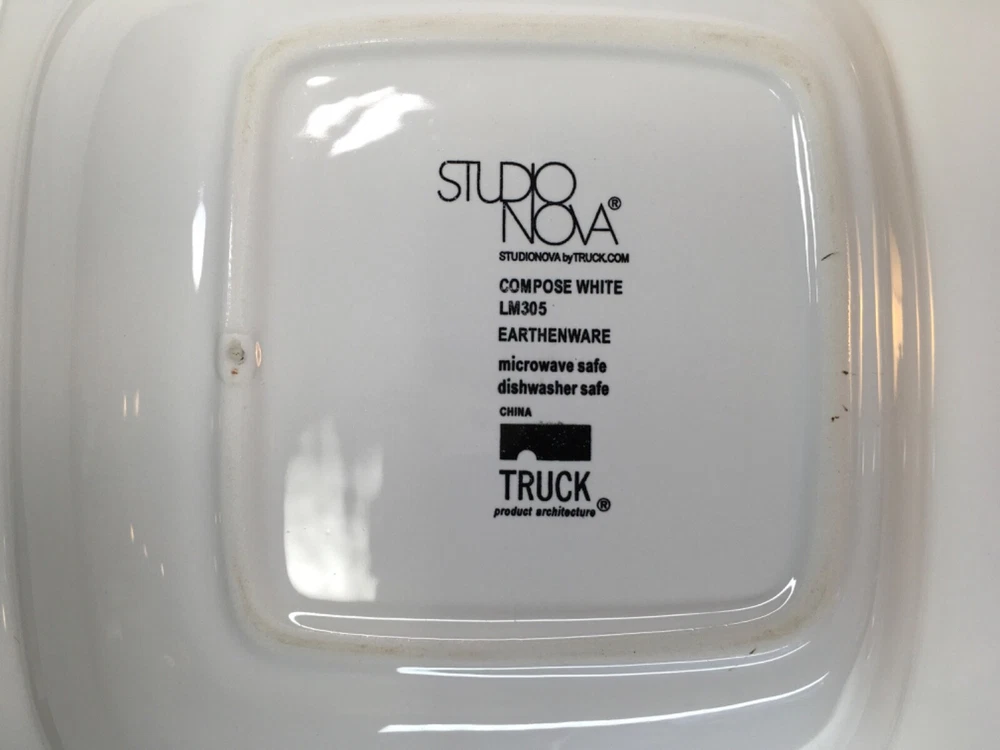 STUDIO
NOVA®
STUDIONOVA byTRUCK.COM
COMPOSE WHITE
LM305
EARTHENWARE
microwave safe
dishwasher safe
CHINA
TRUCK®
product architecture